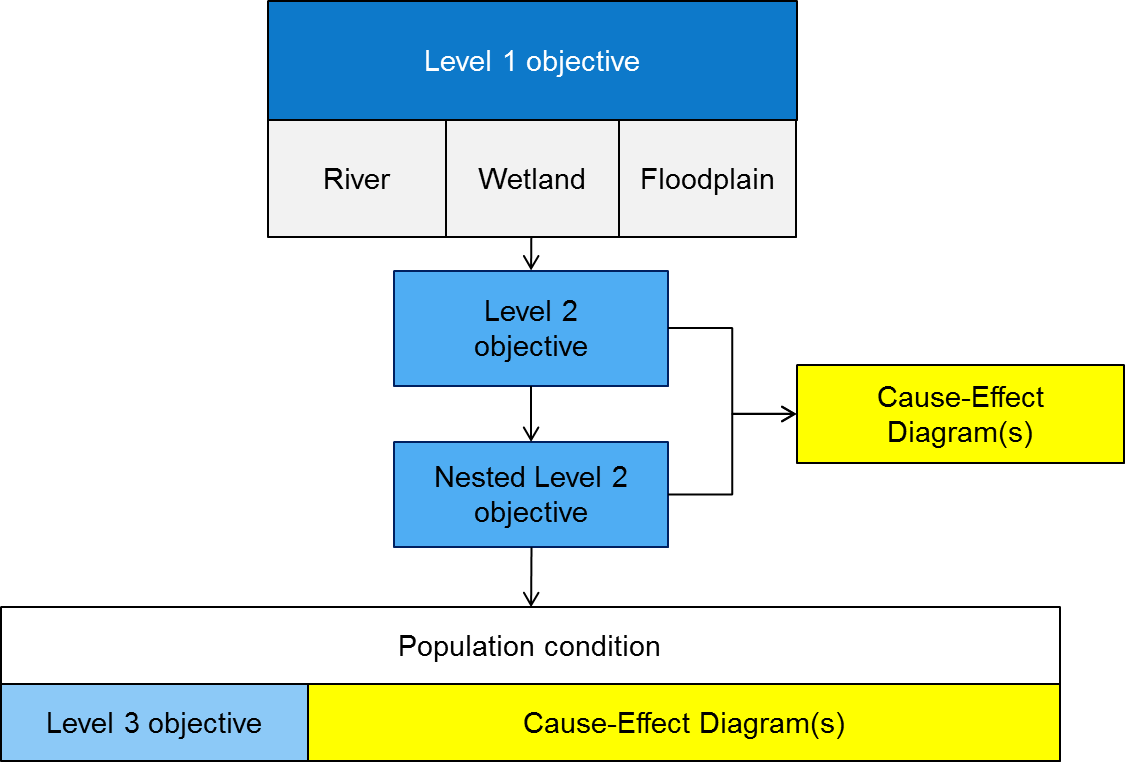 Level 1 objective
River
Wetland
Floodplain
Level 2
objective
Cause-Effect
Diagram(s)
Nested Level 2
objective
Population condition
Level 3 objective
Cause-Effect Diagram(s)